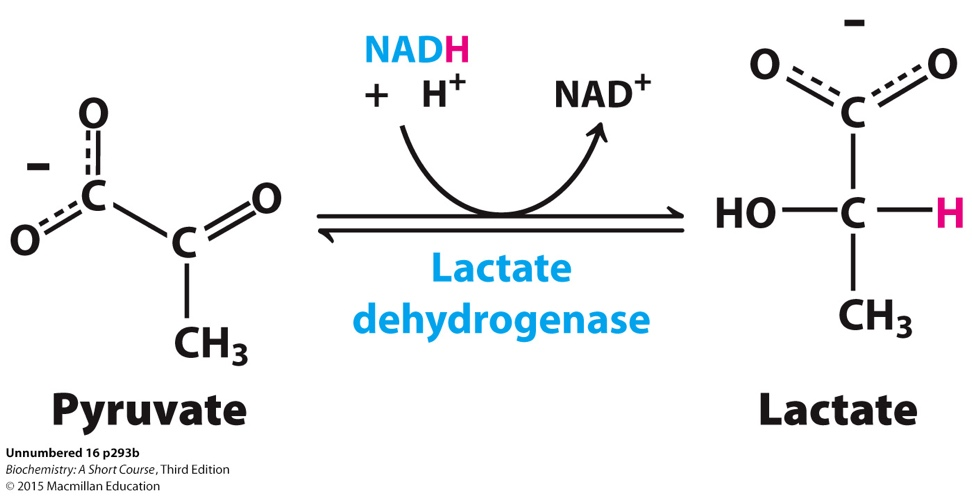 NADH
+ H⁺
NAD⁺
O
−
C
O
O
C
CH₃
Pyruvate
Lactate
dehydrogenase
−
O
O
C
HO
C
H
CH₃
Lactate
Unnumbered 16 p293b
Biochemistry: A Short Course, Third Edition
© 2015 Macmillan Education